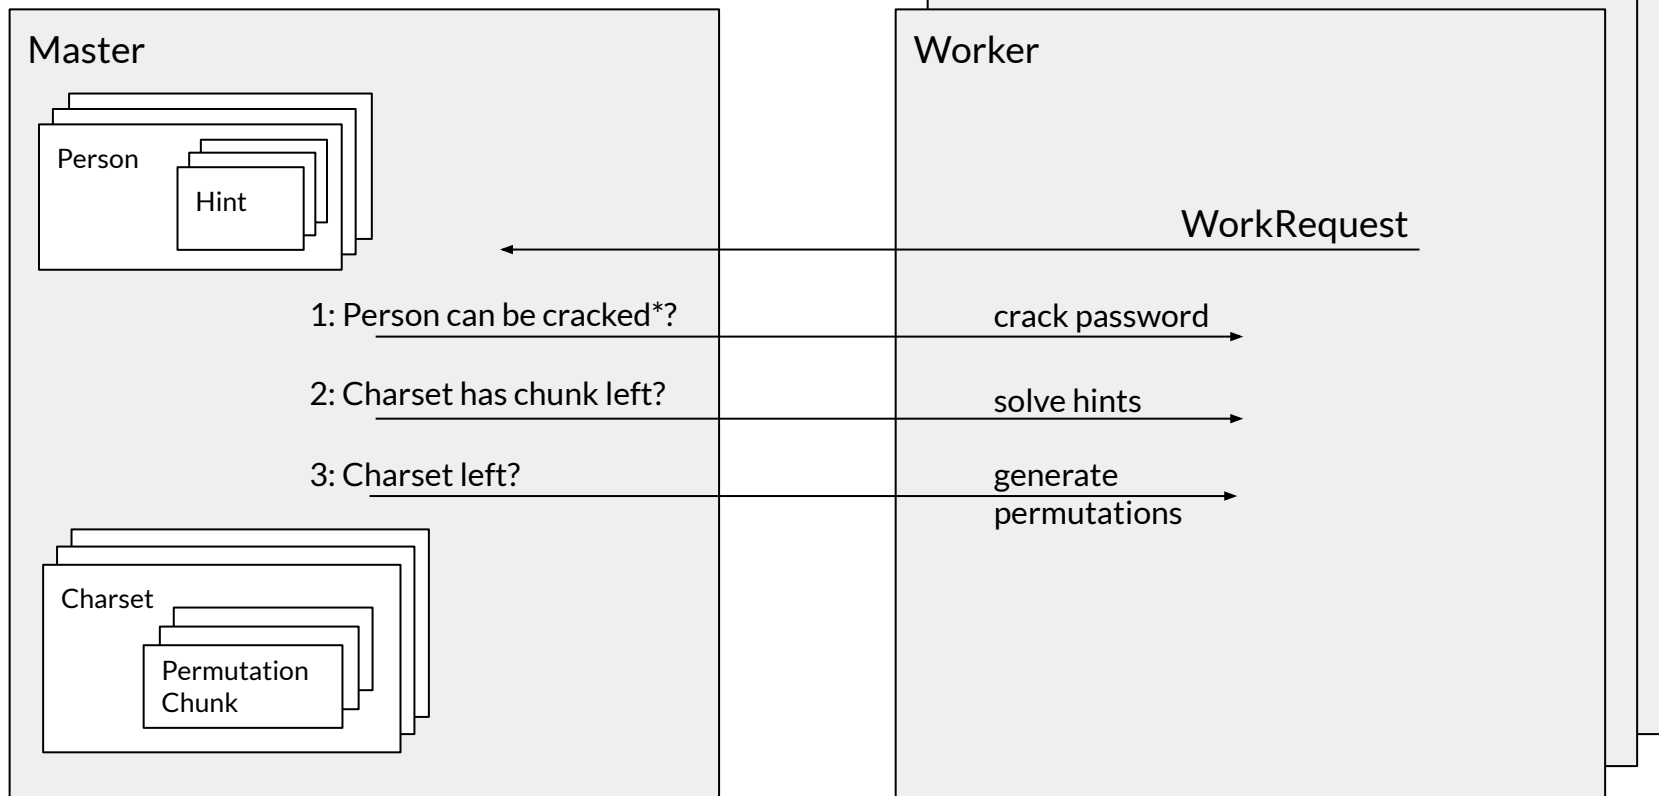 Master
Worker
Person
Hint
WorkRequest
1: Person can be cracked*?
crack password
2: Charset has chunk left?
solve hints
3: Charset left?
generate
permutations
Charset
Permutation
Chunk